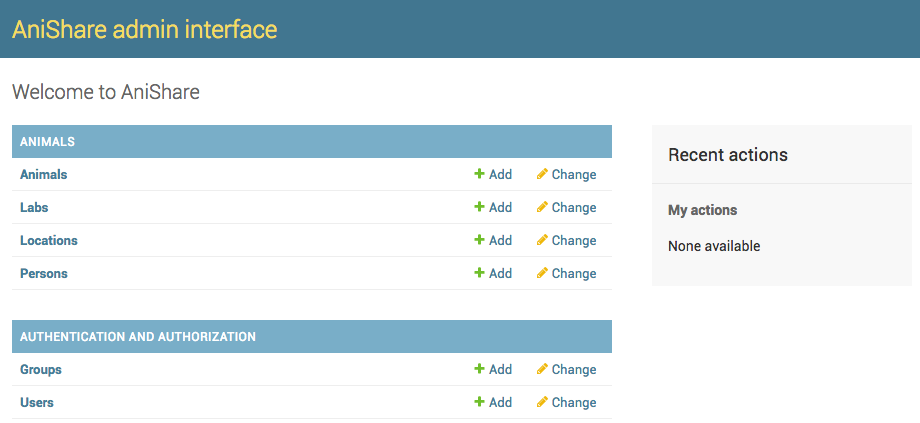 AniShare admin interface
Welcome to AniShare
ANIMALS
Animals Add Change
Labs Add Change
Locations Add Change
Persons Add Change
AUTHENTICATION AND AUTHORIZATION
Groups Add Change
Users Add Change
Recent actions
My actions
None available